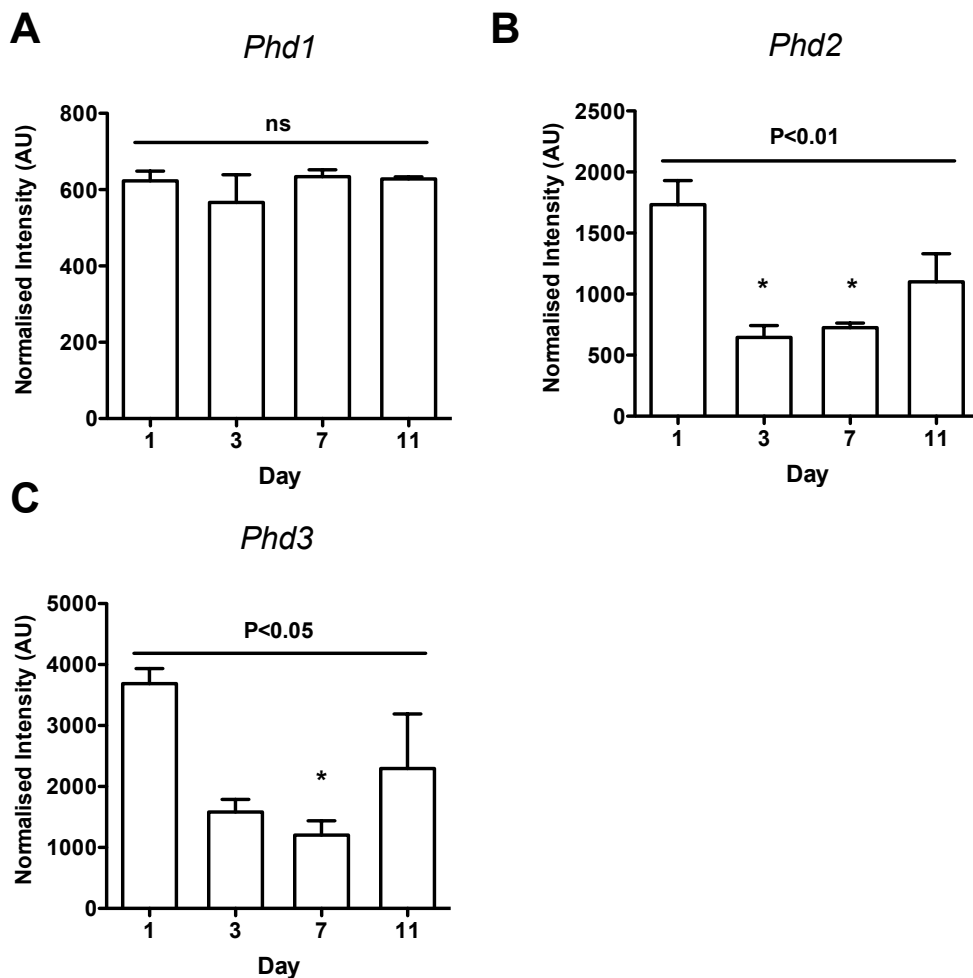 A
Phd1
Normalised Intensity (AU)
800
600
400
200
0
ns
1 3 7 11
Day
B
Phd2
Normalised Intensity (AU)
2500
2000
1500
1000
500
0
P<0.01
* *
1 3 7 11
Day
C
Phd3
Normalised Intensity (AU)
5000
4000
3000
2000
1000
0
P<0.05
*
1 3 7 11
Day